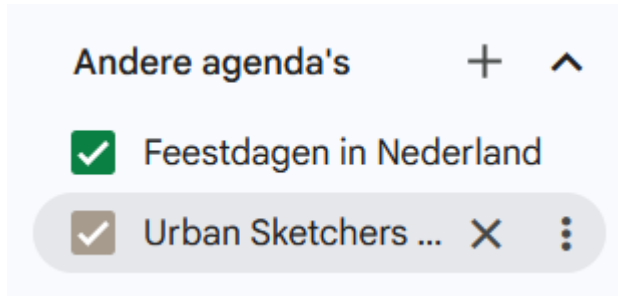 Andere agenda's
Feestdagen in Nederland
Urban Sketchers ...